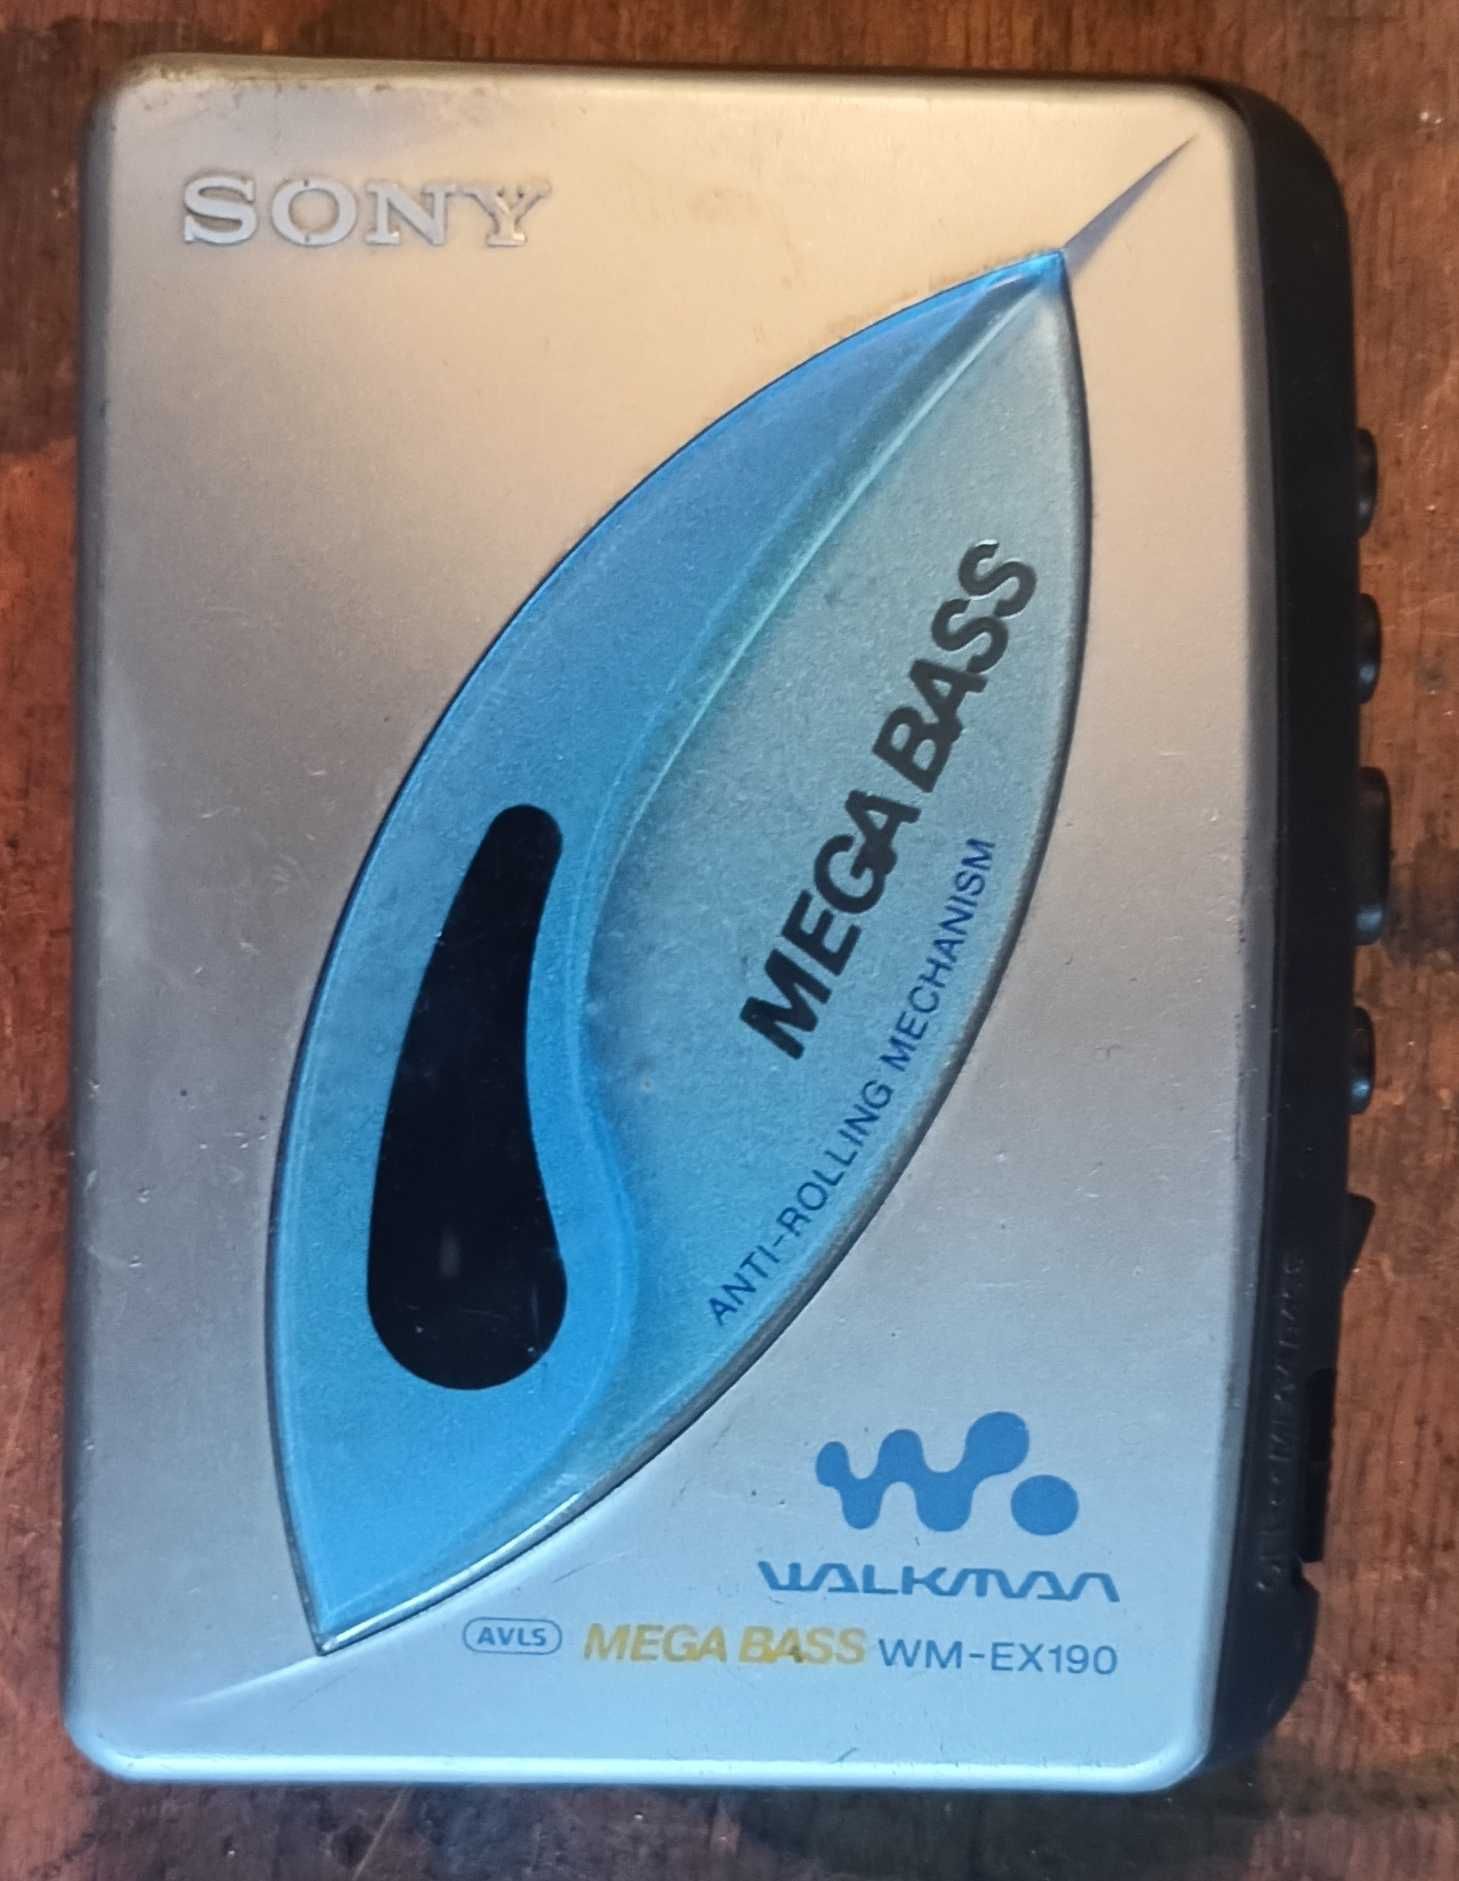 SONY
MEGA BASS
ANTI-ROLLING MECHANISM
WALKMAN
AVLS MEGA BASS WM-EX190